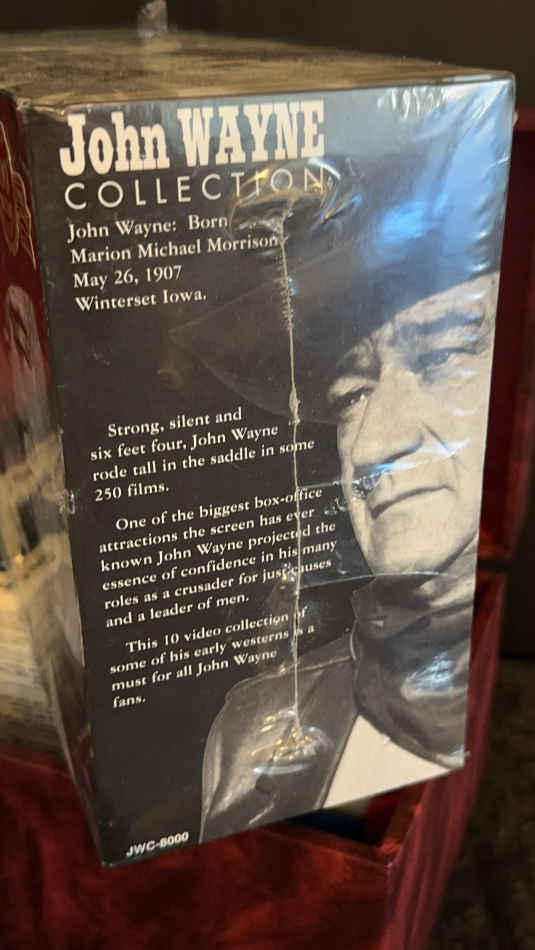 John WAYNE
COLLECTION
John Wayne: Born
Marion Michael Morrison
May 26, 1907
Winterset Iowa.
Strong, silent and
six feet four, John Wayne
rode tall in the saddle in some
250 films.
One of the biggest box-office
attractions the screen has ever
known John Wayne projected the
essence of confidence in his many
roles as a crusader for just causes
and a leader of men.
This 10 video collection of
some of his early westerns is a
must for all John Wayne
fans.
JWC-8000